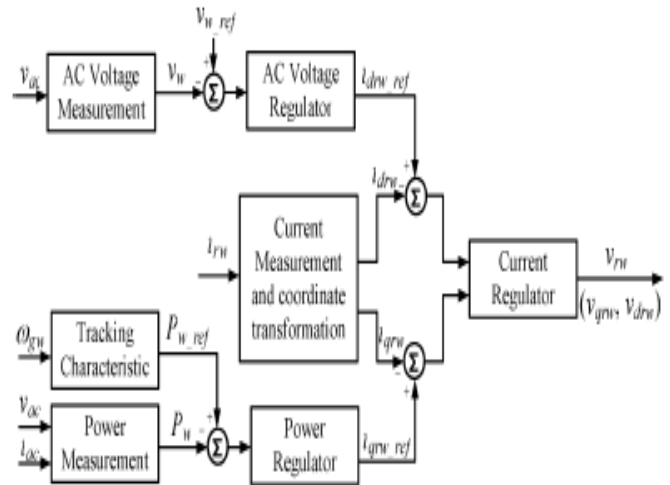 v_w_ref
v_ac
AC Voltage
Measurement
v_w
-
+
Σ
AC Voltage
Regulator
i_drw_ref
+
i_drw
-
Σ
i_rw
Current
Measurement
and coordinate
transformation
Current
Regulator
v_rw
(v_qrw, v_drw)
i_qrw
-
Σ
+
ω_gw
Tracking
Characteristic
P_w_ref
v_ac
i_ac
Power
Measurement
P_w
-
+
Σ
Power
Regulator
i_qrw_ref